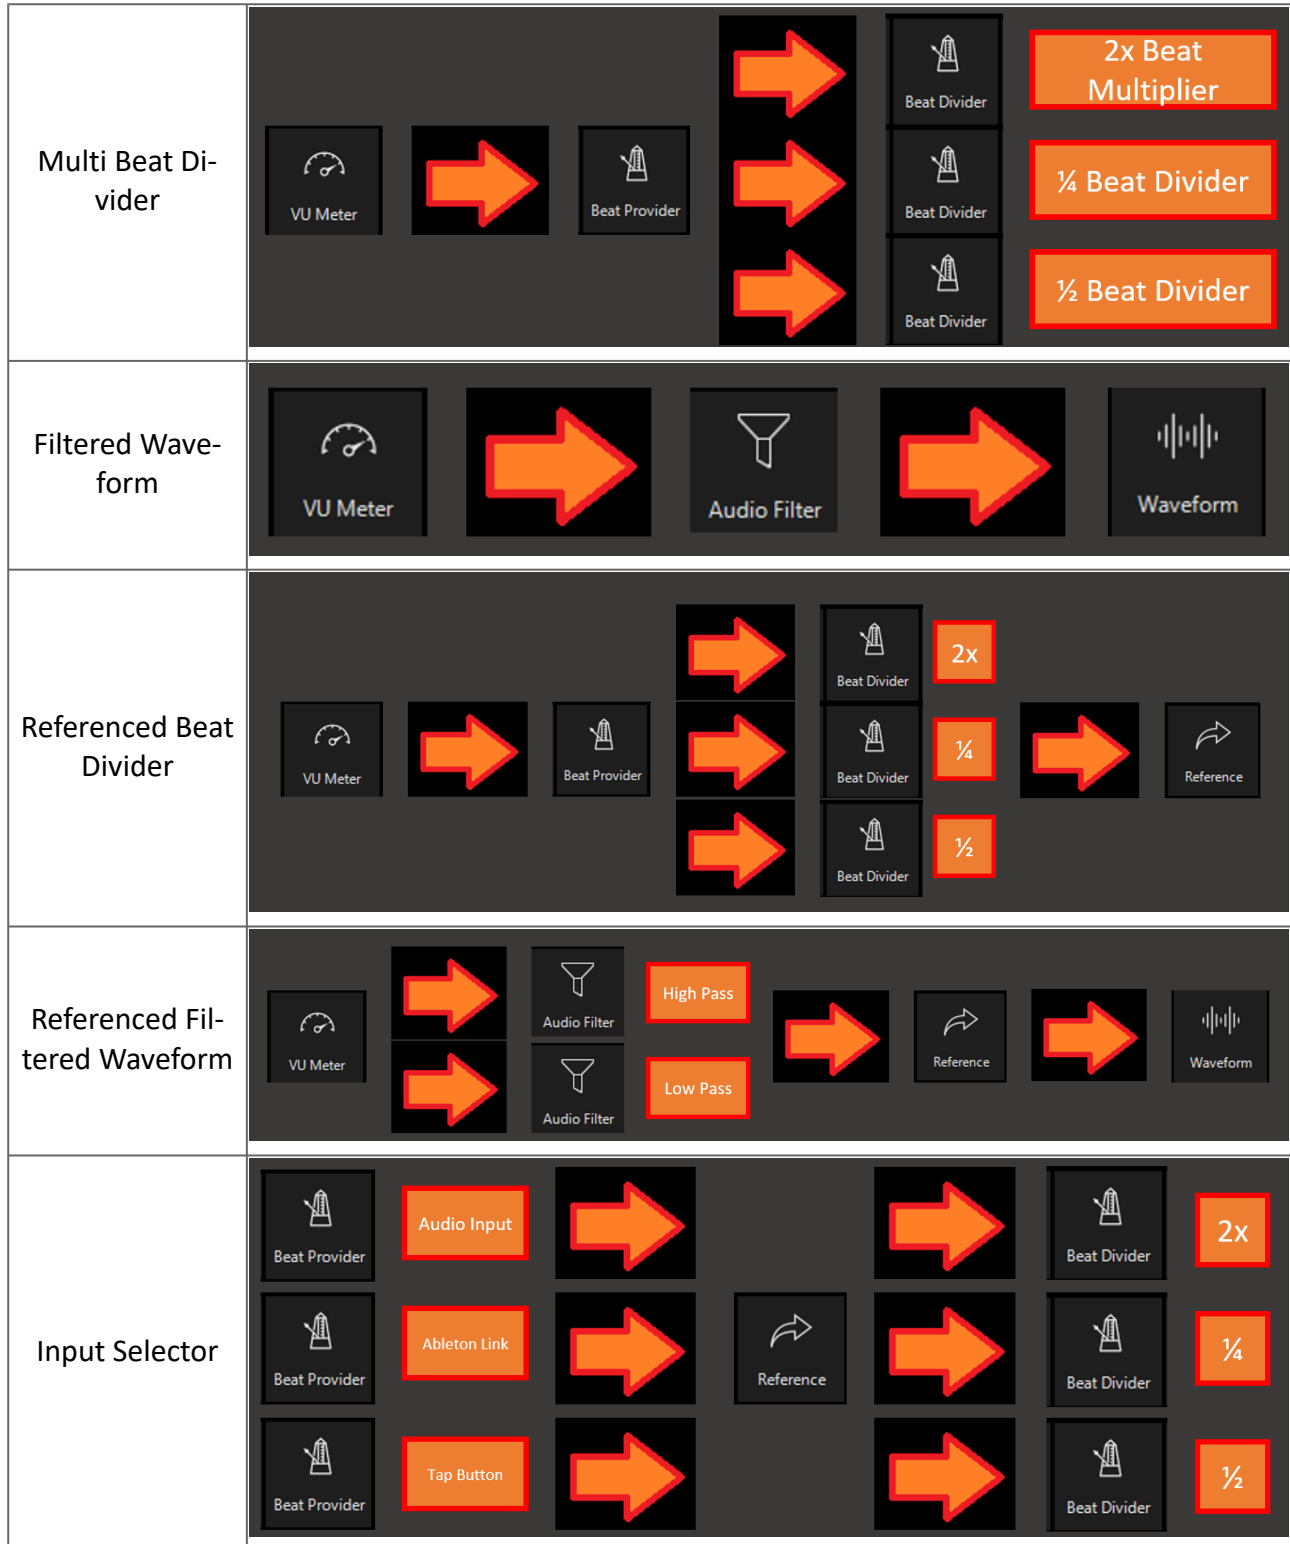 Multi Beat Di-
vider
VU Meter
Beat Provider
Beat Divider
2x Beat
Multiplier
Beat Divider
¼ Beat Divider
Beat Divider
½ Beat Divider
Filtered Wave-
form
VU Meter
Audio Filter
Waveform
Referenced Beat
Divider
VU Meter
Beat Provider
Beat Divider
2x
Beat Divider
¼
Beat Divider
½
Reference
Referenced Fil-
tered Waveform
VU Meter
Audio Filter
High Pass
Audio Filter
Low Pass
Reference
Waveform
Input Selector
Beat Provider
Audio Input
Beat Provider
Ableton Link
Beat Provider
Tap Button
Reference
Beat Divider
2x
Beat Divider
¼
Beat Divider
½